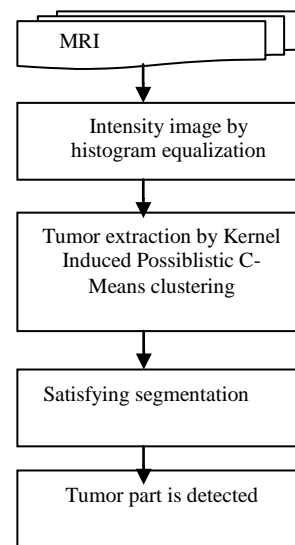 MRI
Intensity image by
histogram equalization
Tumor extraction by Kernel
Induced Possiblistic C-
Means clustering
Satisfying segmentation
Tumor part is detected